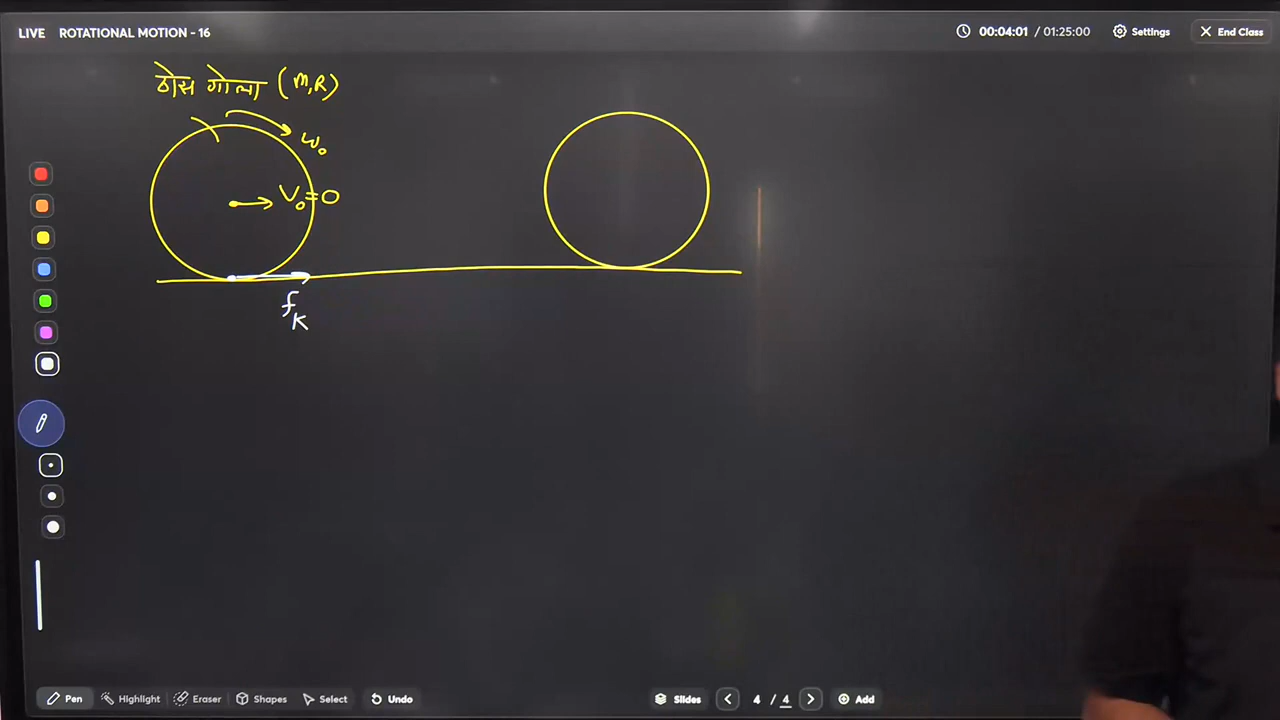 LIVE ROTATIONAL MOTION - 16
00:04:01 / 01:25:00 Settings End Class
ठोस गोला (m,R)
ω₀
V₀=0
fK
Pen Highlight Eraser Shapes Select Undo
Slides 4 / 4 Add